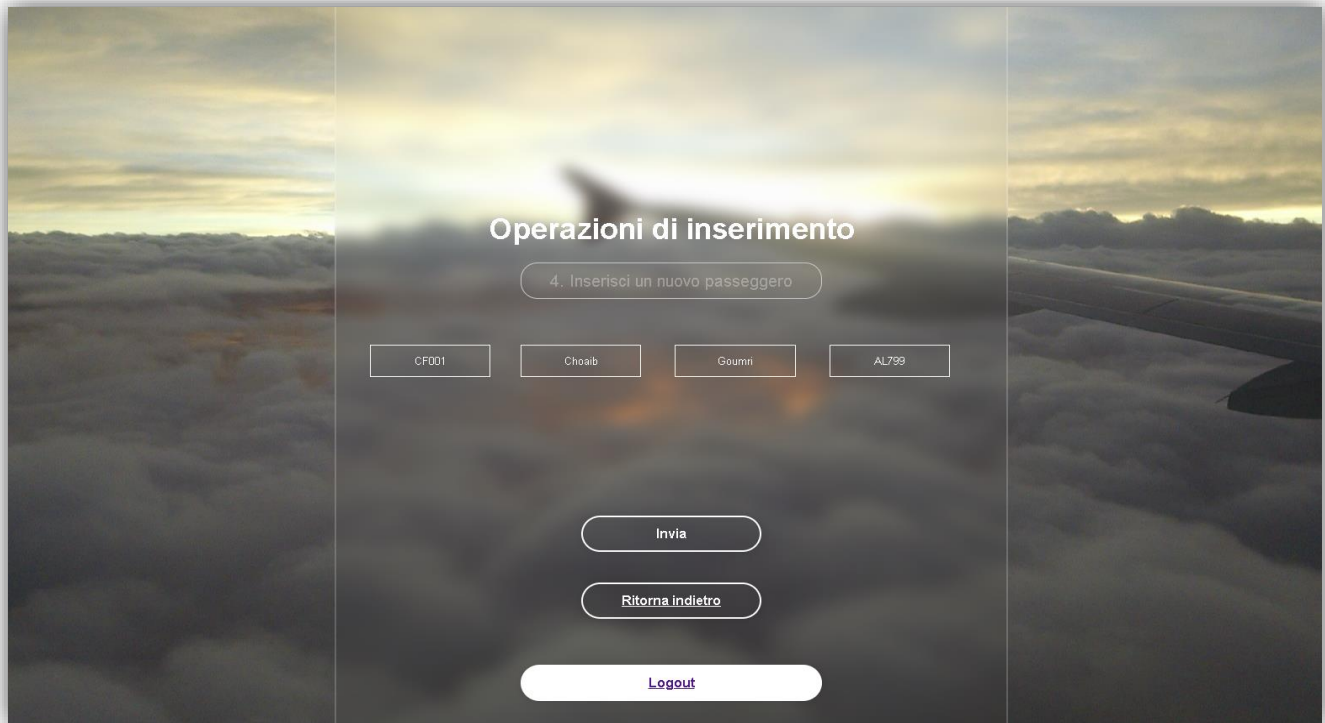 Operazioni di inserimento
4. Inserisci un nuovo passeggero
CF001 Choaib Goumri AL799
Invia
Ritorna indietro
Logout